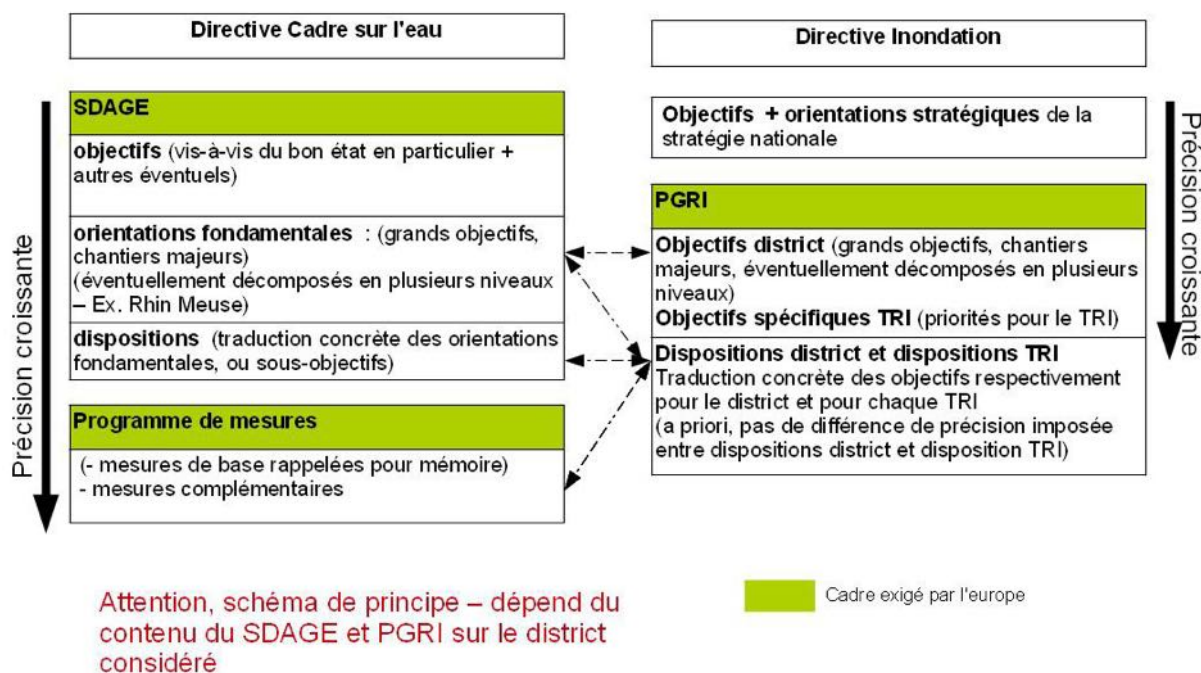 Directive Cadre sur l'eau
Précision croissante
SDAGE
objectifs (vis-à-vis du bon état en particulier +
autres éventuels)
orientations fondamentales : (grands objectifs,
chantiers majeurs)
(éventuellement décomposés en plusieurs niveaux
– Ex. Rhin Meuse)
dispositions (traduction concrète des orientations
fondamentales, ou sous-objectifs)
Programme de mesures
(- mesures de base rappelées pour mémoire)
- mesures complémentaires
Directive Inondation
Objectifs + orientations stratégiques de la
stratégie nationale
PGRI
Objectifs district (grands objectifs, chantiers
majeurs, éventuellement décomposés en plusieurs
niveaux)
Objectifs spécifiques TRI (priorités pour le TRI)
Dispositions district et dispositions TRI
Traduction concrète des objectifs respectivement
pour le district et pour chaque TRI
(a priori, pas de différence de précision imposée
entre dispositions district et disposition TRI)
Précision croissante
Attention, schéma de principe – dépend du
contenu du SDAGE et PGRI sur le district
considéré
Cadre exigé par l'europe